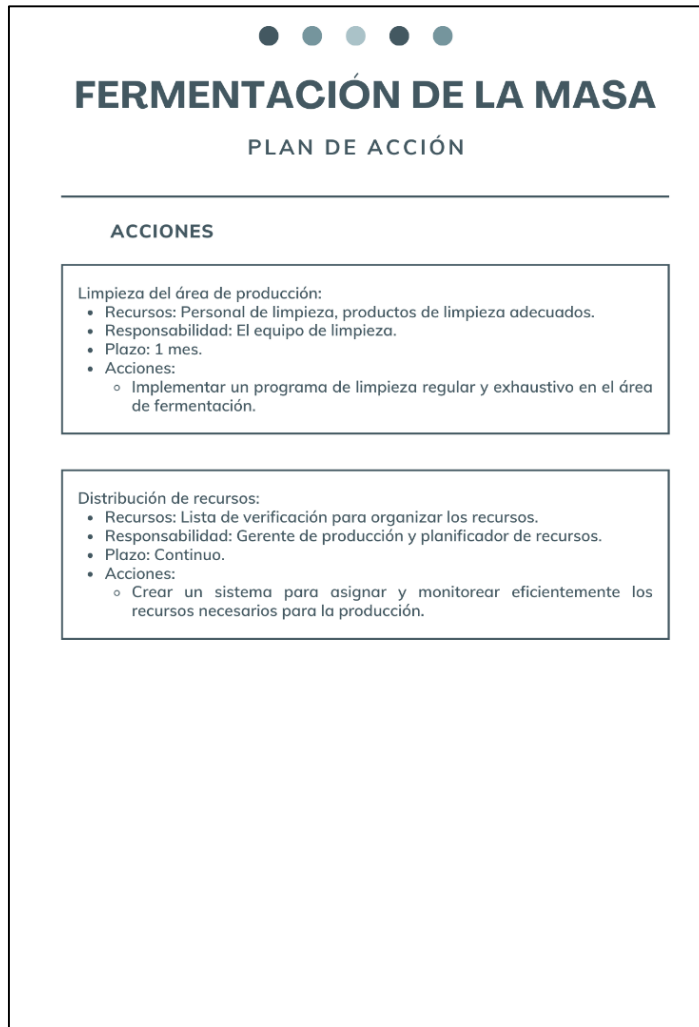 FERMENTACIÓN DE LA MASA
PLAN DE ACCIÓN
ACCIONES
Limpieza del área de producción:
• Recursos: Personal de limpieza, productos de limpieza adecuados.
• Responsabilidad: El equipo de limpieza.
• Plazo: 1 mes.
• Acciones:
◦ Implementar un programa de limpieza regular y exhaustivo en el área
de fermentación.
Distribución de recursos:
• Recursos: Lista de verificación para organizar los recursos.
• Responsabilidad: Gerente de producción y planificador de recursos.
• Plazo: Continuo.
• Acciones:
◦ Crear un sistema para asignar y monitorear eficientemente los
recursos necesarios para la producción.